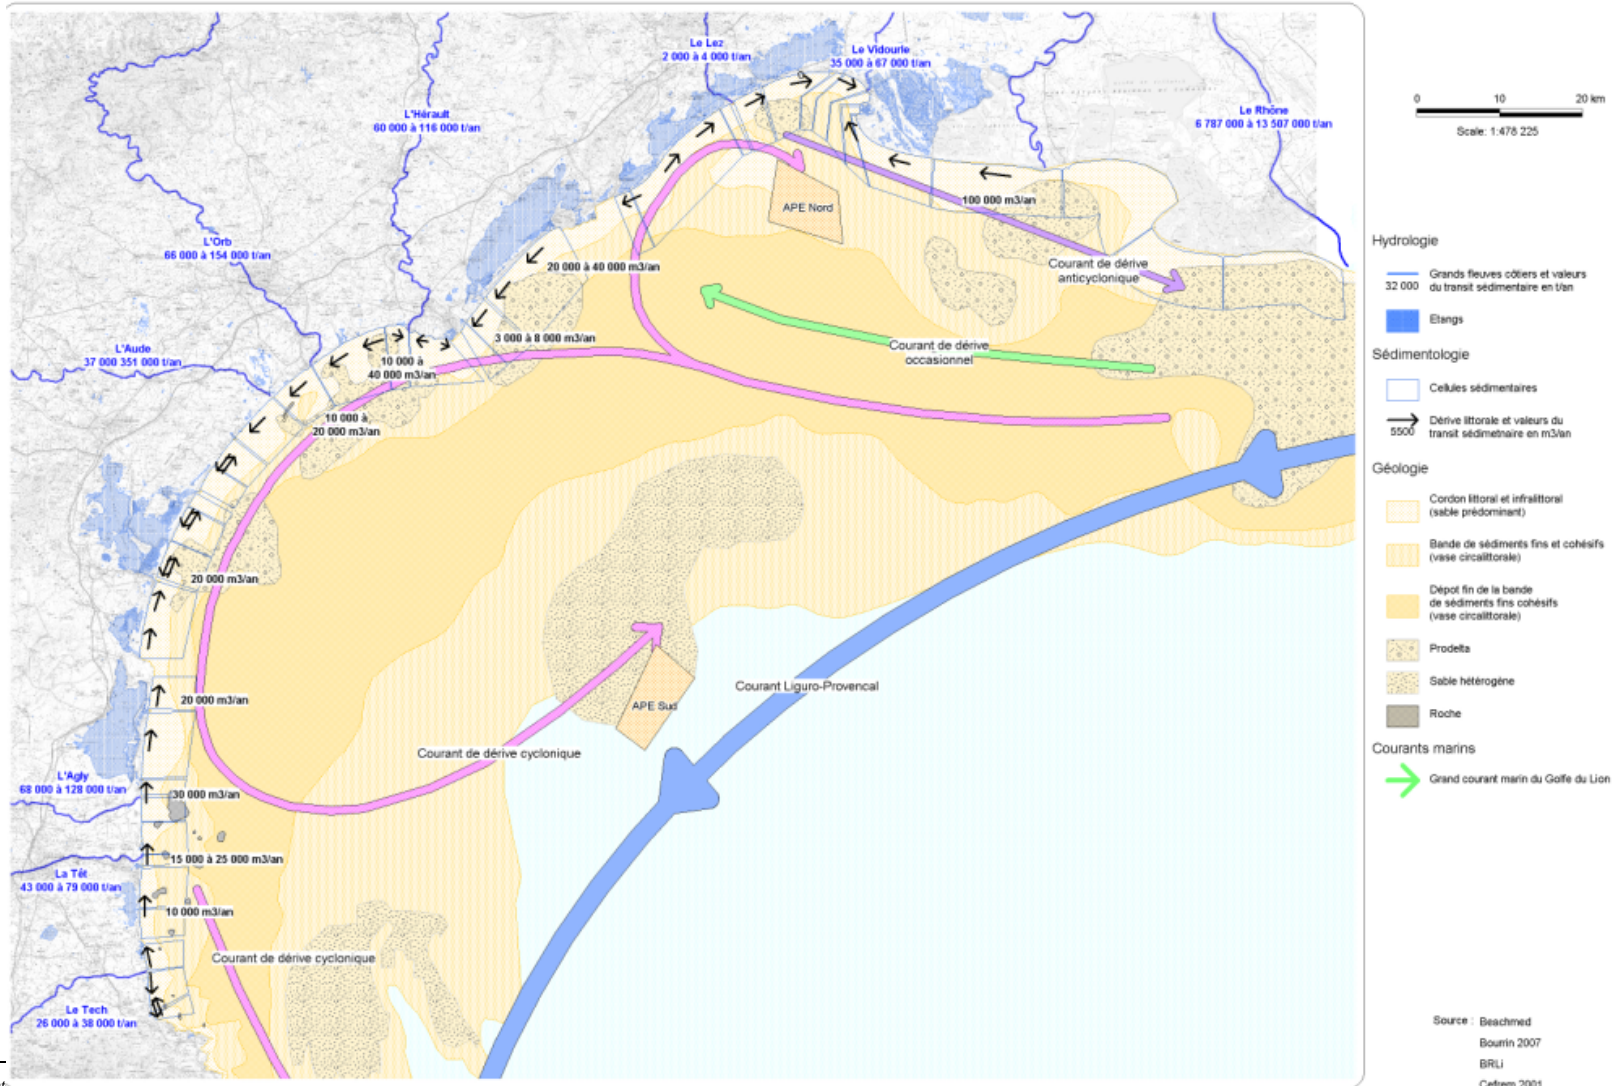 Le Lez
2 000 à 4 000 t/an
Le Vidourle
35 000 à 67 000 t/an
L'Hérault
60 000 à 116 000 t/an
Le Rhône
6 787 000 à 13 507 000 t/an
APE Nord
100 000 m3/an
L'Orb
66 000 à 154 000 t/an
20 000 à 40 000 m3/an
Courant de dérive
anticyclonique
3 000 à 8 000 m3/an
Courant de dérive
occasionnel
L'Aude
37 000 351 000 t/an
10 000 à
40 000 m3/an
10 000 à
20 000 m3/an
20 000 m3/an
20 000 m3/an
Courant Liguro-Provencal
APE Sud
Courant de dérive cyclonique
L'Agly
68 000 à 128 000 t/an
30 000 m3/an
15 000 à 25 000 m3/an
La Têt
43 000 à 79 000 t/an
10 000 m3/an
Courant de dérive cyclonique
Le Tech
26 000 à 38 000 t/an
0 10 20 km
Scale: 1:478 225
Hydrologie
Grands fleuves côtiers et valeurs
32 000 du transit sédimentaire en t/an
Etangs
Sédimentologie
Cellules sédimentaires
Dérive littorale et valeurs du
5500 transit sédimetnaire en m3/an
Géologie
Cordon littoral et infralittoral
(sable prédominant)
Bande de sédiments fins et cohésifs
(vase circalittorale)
Dépot fin de la bande
de sédiments fins cohésifs
(vase circalittorale)
Prodelta
Sable hétérogène
Roche
Courants marins
Grand courant marin du Golfe du Lion
Source : Beachmed
Bourrin 2007
BRLi
Cefrem 2001